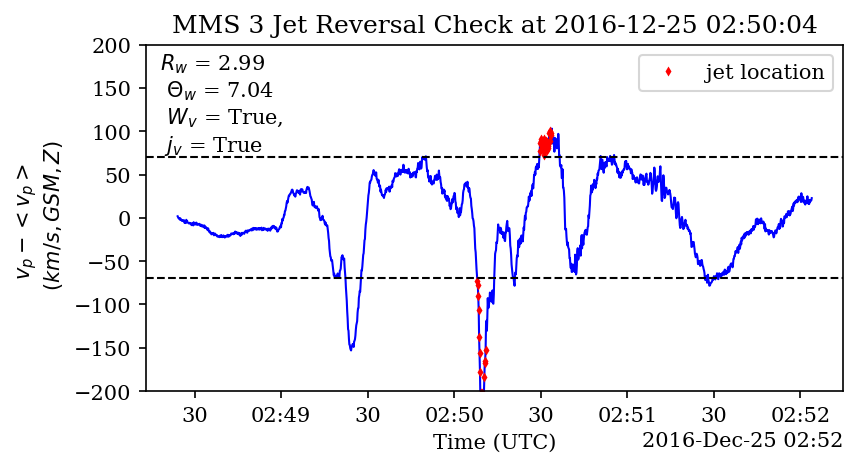 MMS 3 Jet Reversal Check at 2016-12-25 02:50:04
R_w = 2.99
Θ_w = 7.04
W_v = True,
j_v = True
jet location
v_p − < v_p >
(km/s, GSM, Z)
200
150
100
50
0
−50
−100
−150
−200
30 02:49 30 02:50 30 02:51 30 02:52
Time (UTC)
2016-Dec-25 02:52